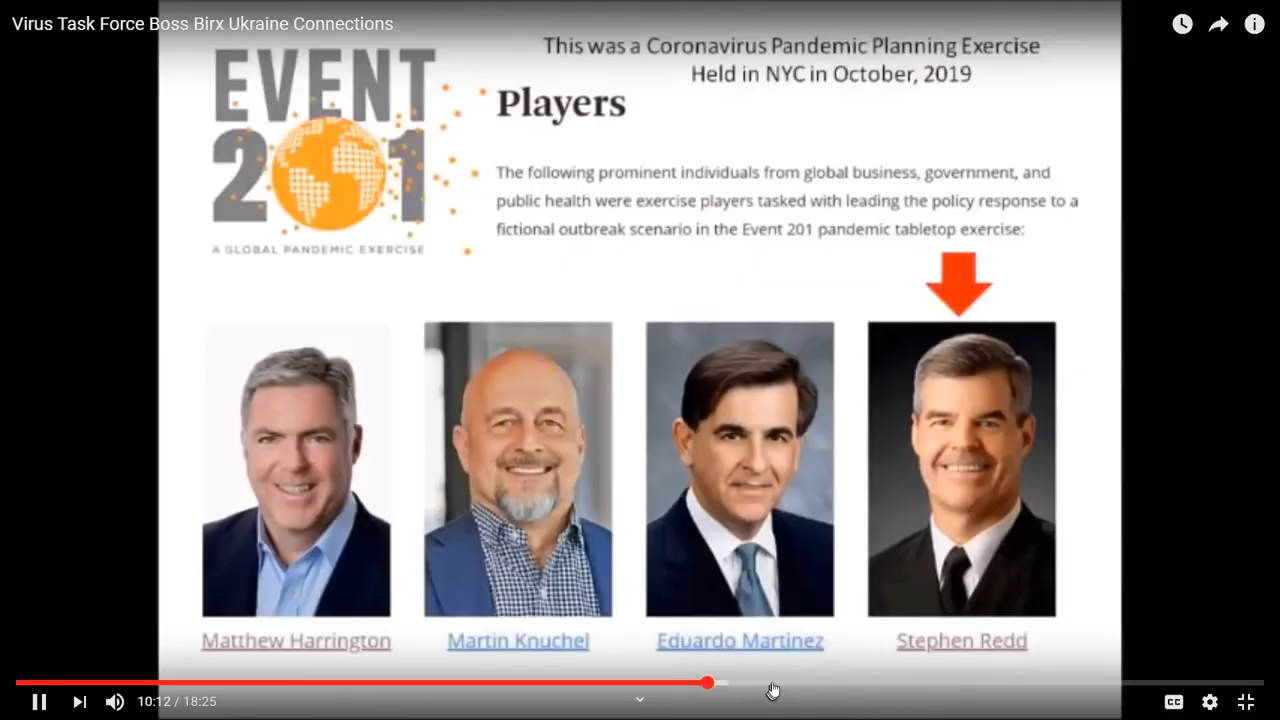 Virus Task Force Boss Birx Ukraine Connections
This was a Coronavirus Pandemic Planning Exercise
Held in NYC in October, 2019
EVENT
201
A GLOBAL PANDEMIC EXERCISE
Players
The following prominent individuals from global business, government, and
public health were exercise players tasked with leading the policy response to a
fictional outbreak scenario in the Event 201 pandemic tabletop exercise:
Matthew Harrington
Martin Knuchel
Eduardo Martinez
Stephen Redd
10:12 / 18:25
CC